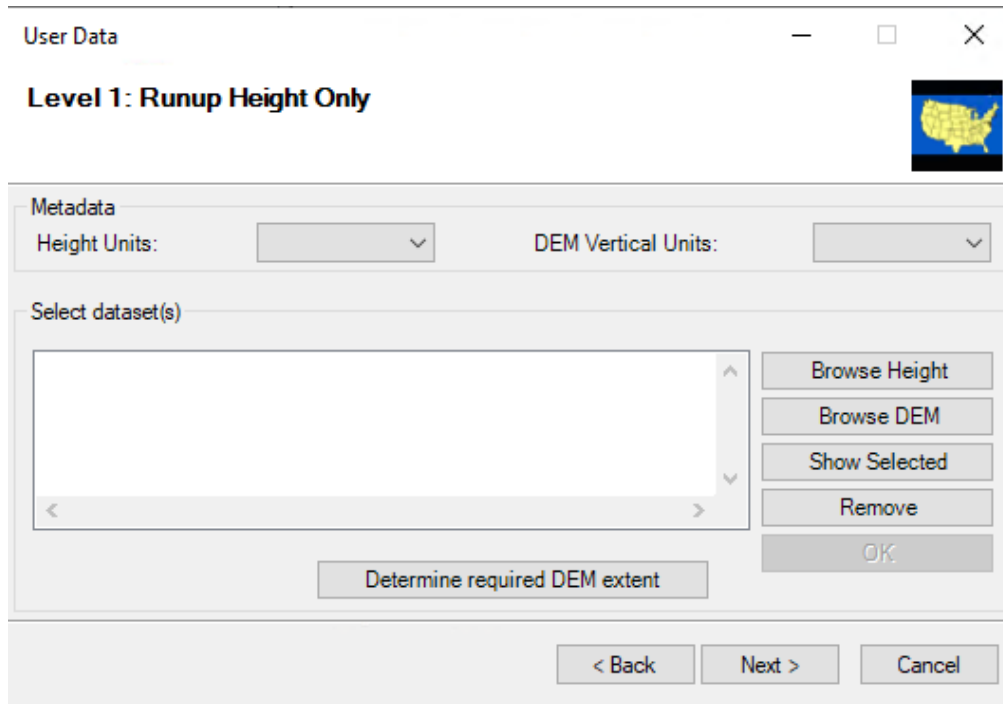 User Data
Level 1: Runup Height Only
Metadata
Height Units:
DEM Vertical Units:
Select dataset(s)
Browse Height
Browse DEM
Show Selected
Remove
OK
Determine required DEM extent
< Back
Next >
Cancel